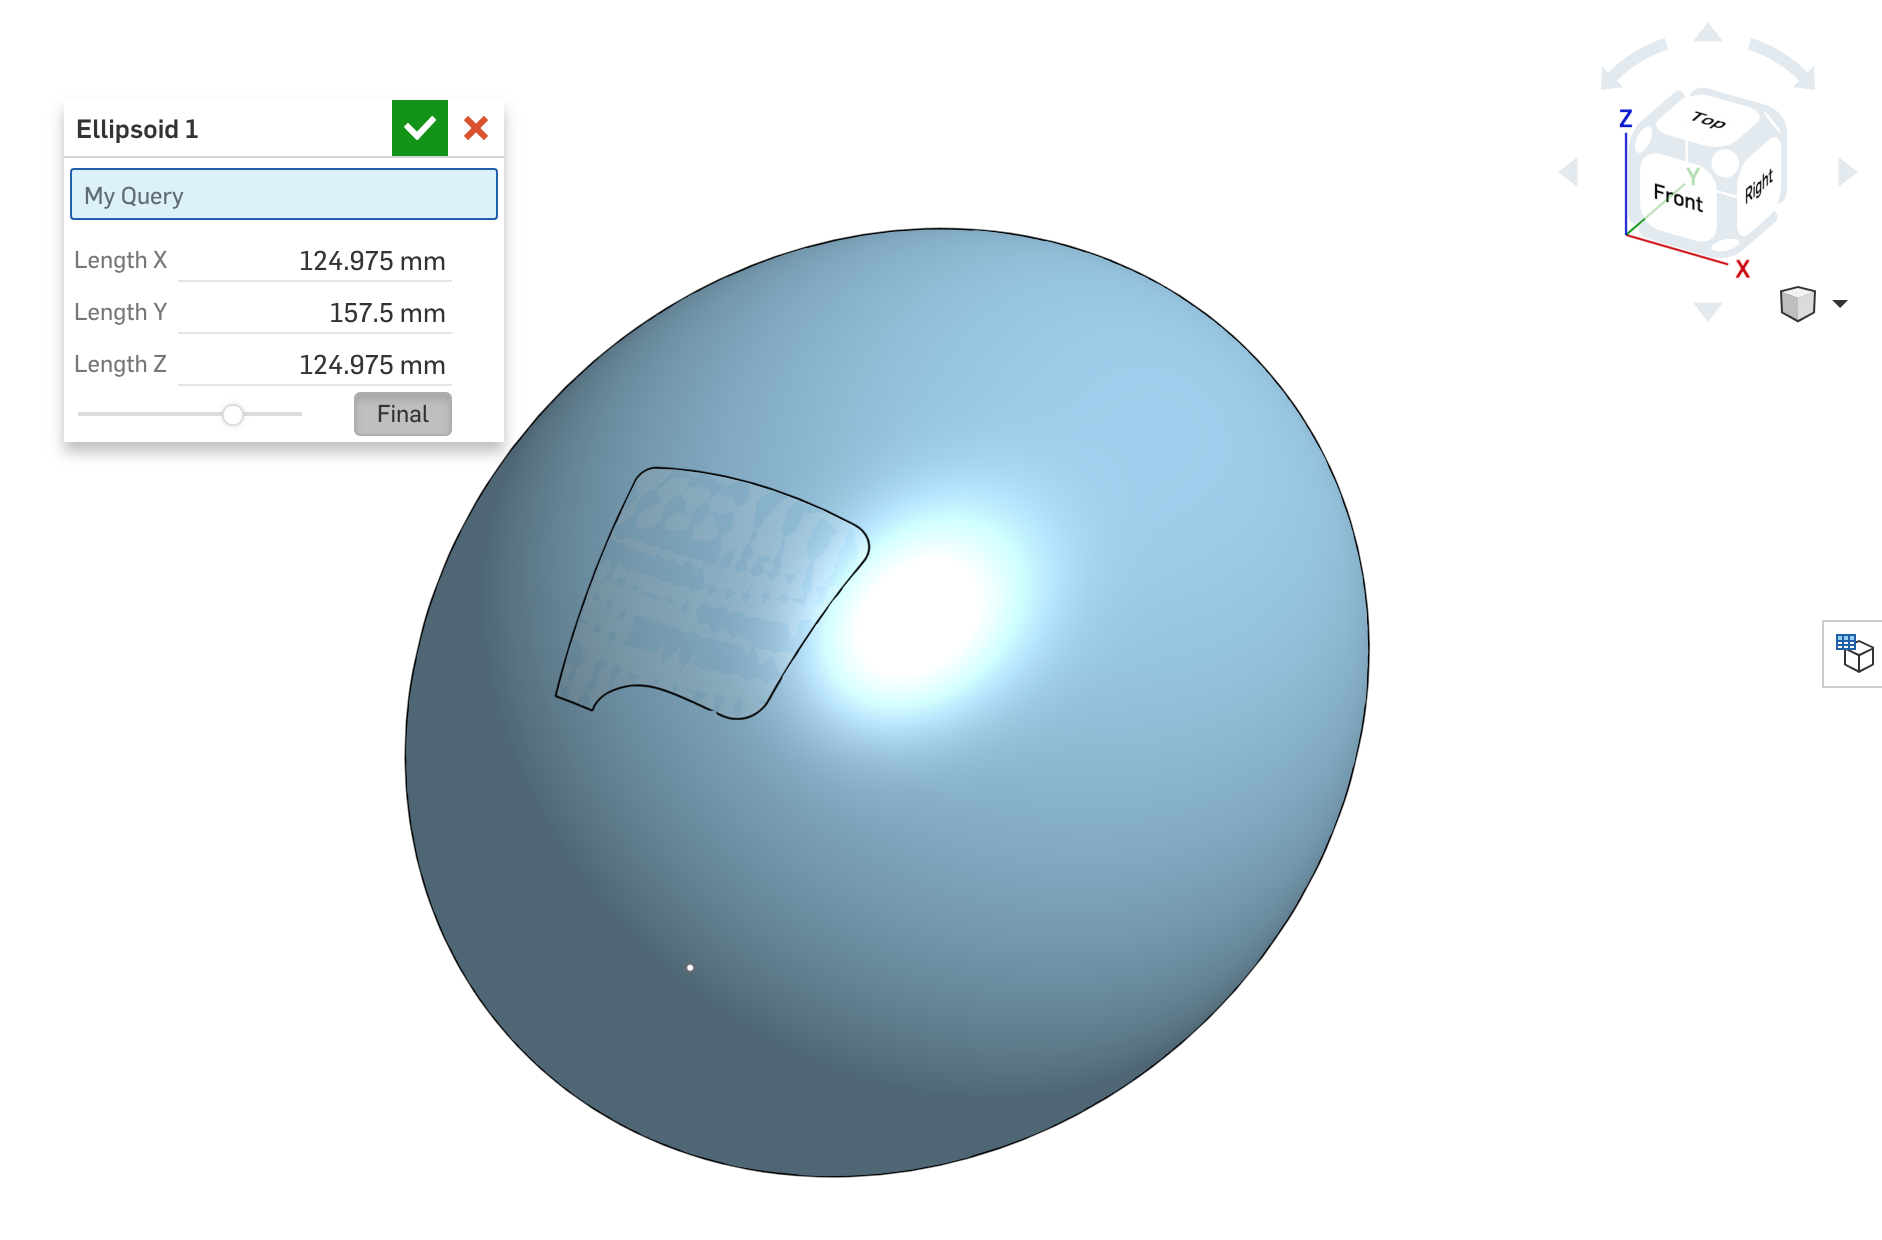 Ellipsoid 1
My Query
Length X 124.975 mm
Length Y 157.5 mm
Length Z 124.975 mm
Final
Z
Top
Y
Front
Right
X